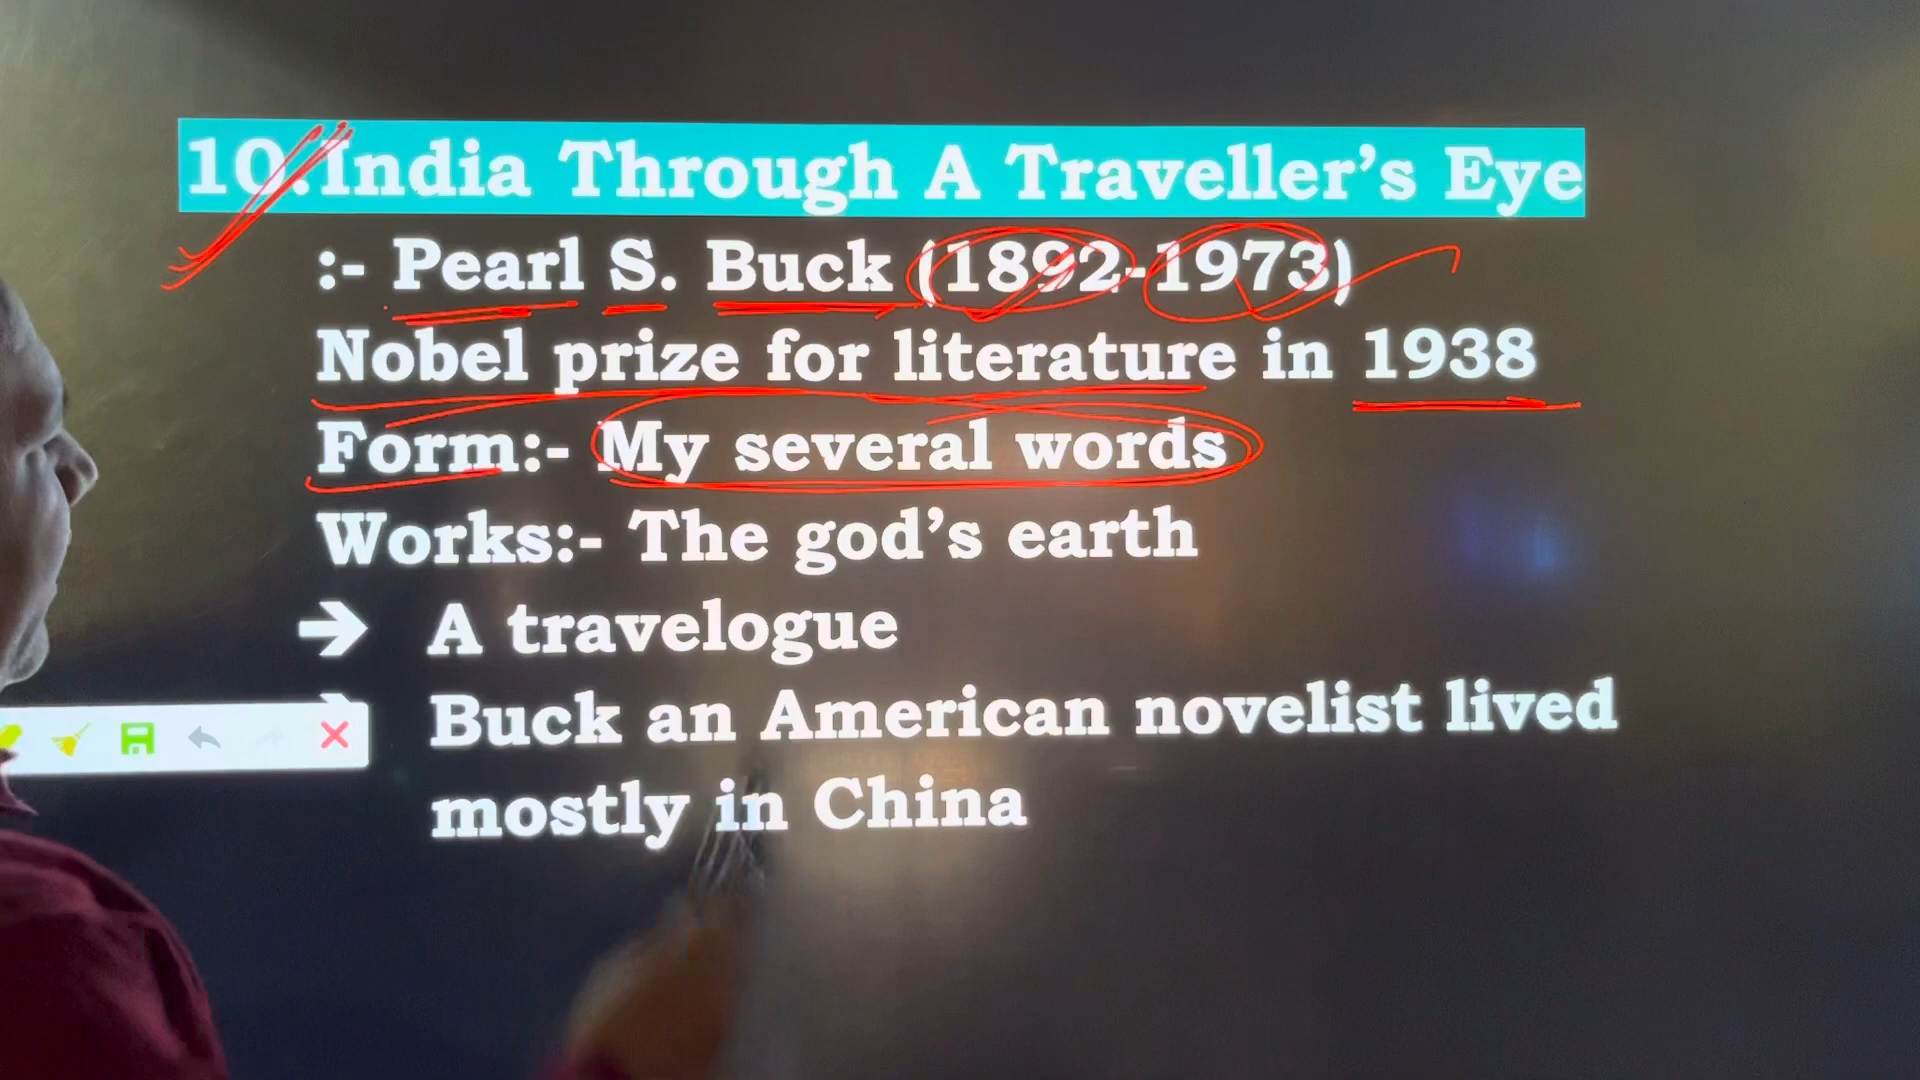 10.India Through A Traveller's Eye
:- Pearl S. Buck (1892-1973)
Nobel prize for literature in 1938
Form:- My several words
Works:- The god's earth
➔ A travelogue
Buck an American novelist lived
mostly in China